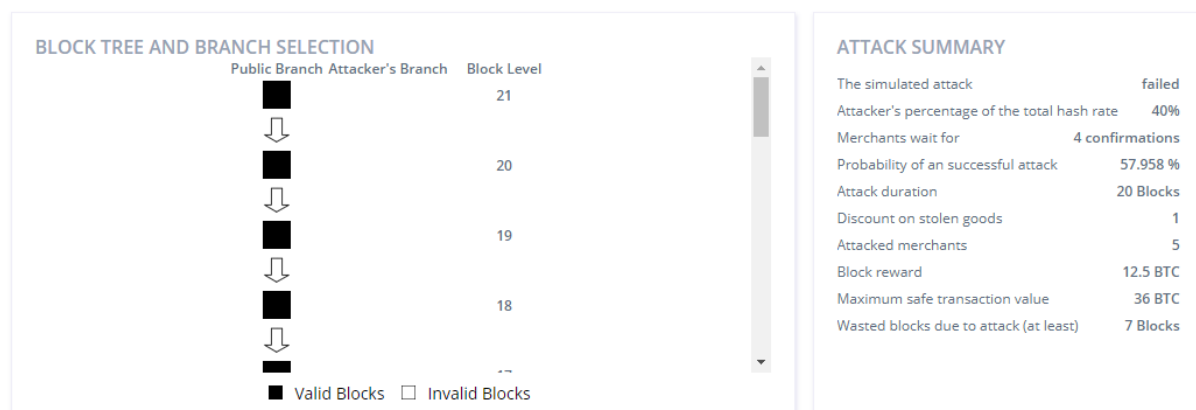 BLOCK TREE AND BRANCH SELECTION
Public Branch Attacker's Branch Block Level
21
20
19
18
Valid Blocks Invalid Blocks
ATTACK SUMMARY
The simulated attack failed
Attacker's percentage of the total hash rate 40%
Merchants wait for 4 confirmations
Probability of an successful attack 57.958 %
Attack duration 20 Blocks
Discount on stolen goods 1
Attacked merchants 5
Block reward 12.5 BTC
Maximum safe transaction value 36 BTC
Wasted blocks due to attack (at least) 7 Blocks